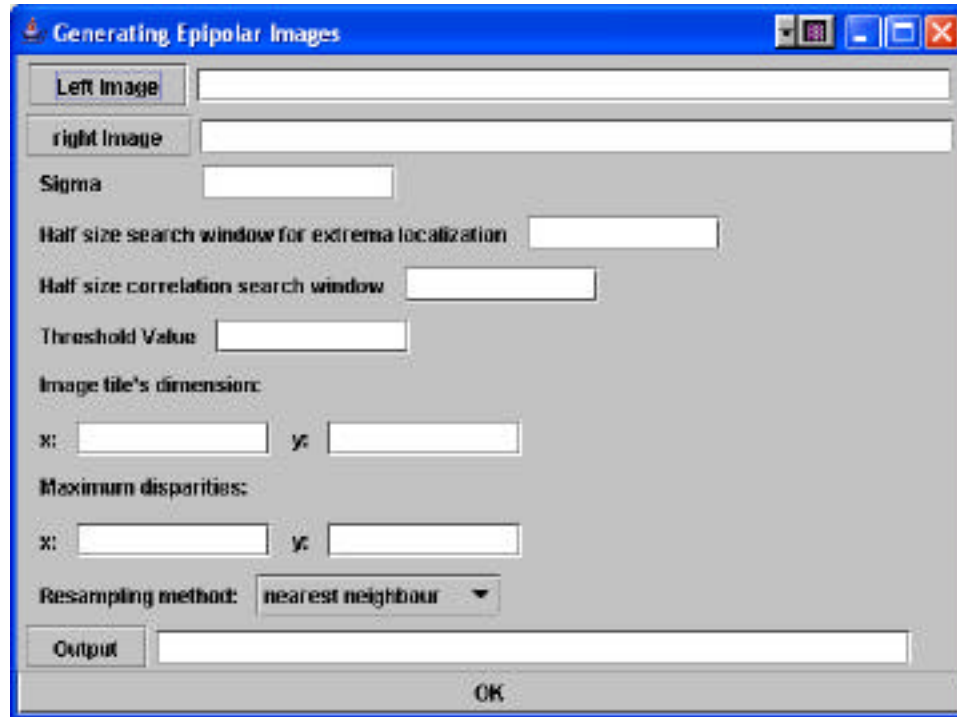 Generating Epipolar Images
Left Image
right Image
Sigma
Half size search window for extrema localization
Half size correlation search window
Threshold Value
Image tile's dimension:
x: y:
Maximum disparities:
x: y:
Resampling method: nearest neighbour
Output
OK